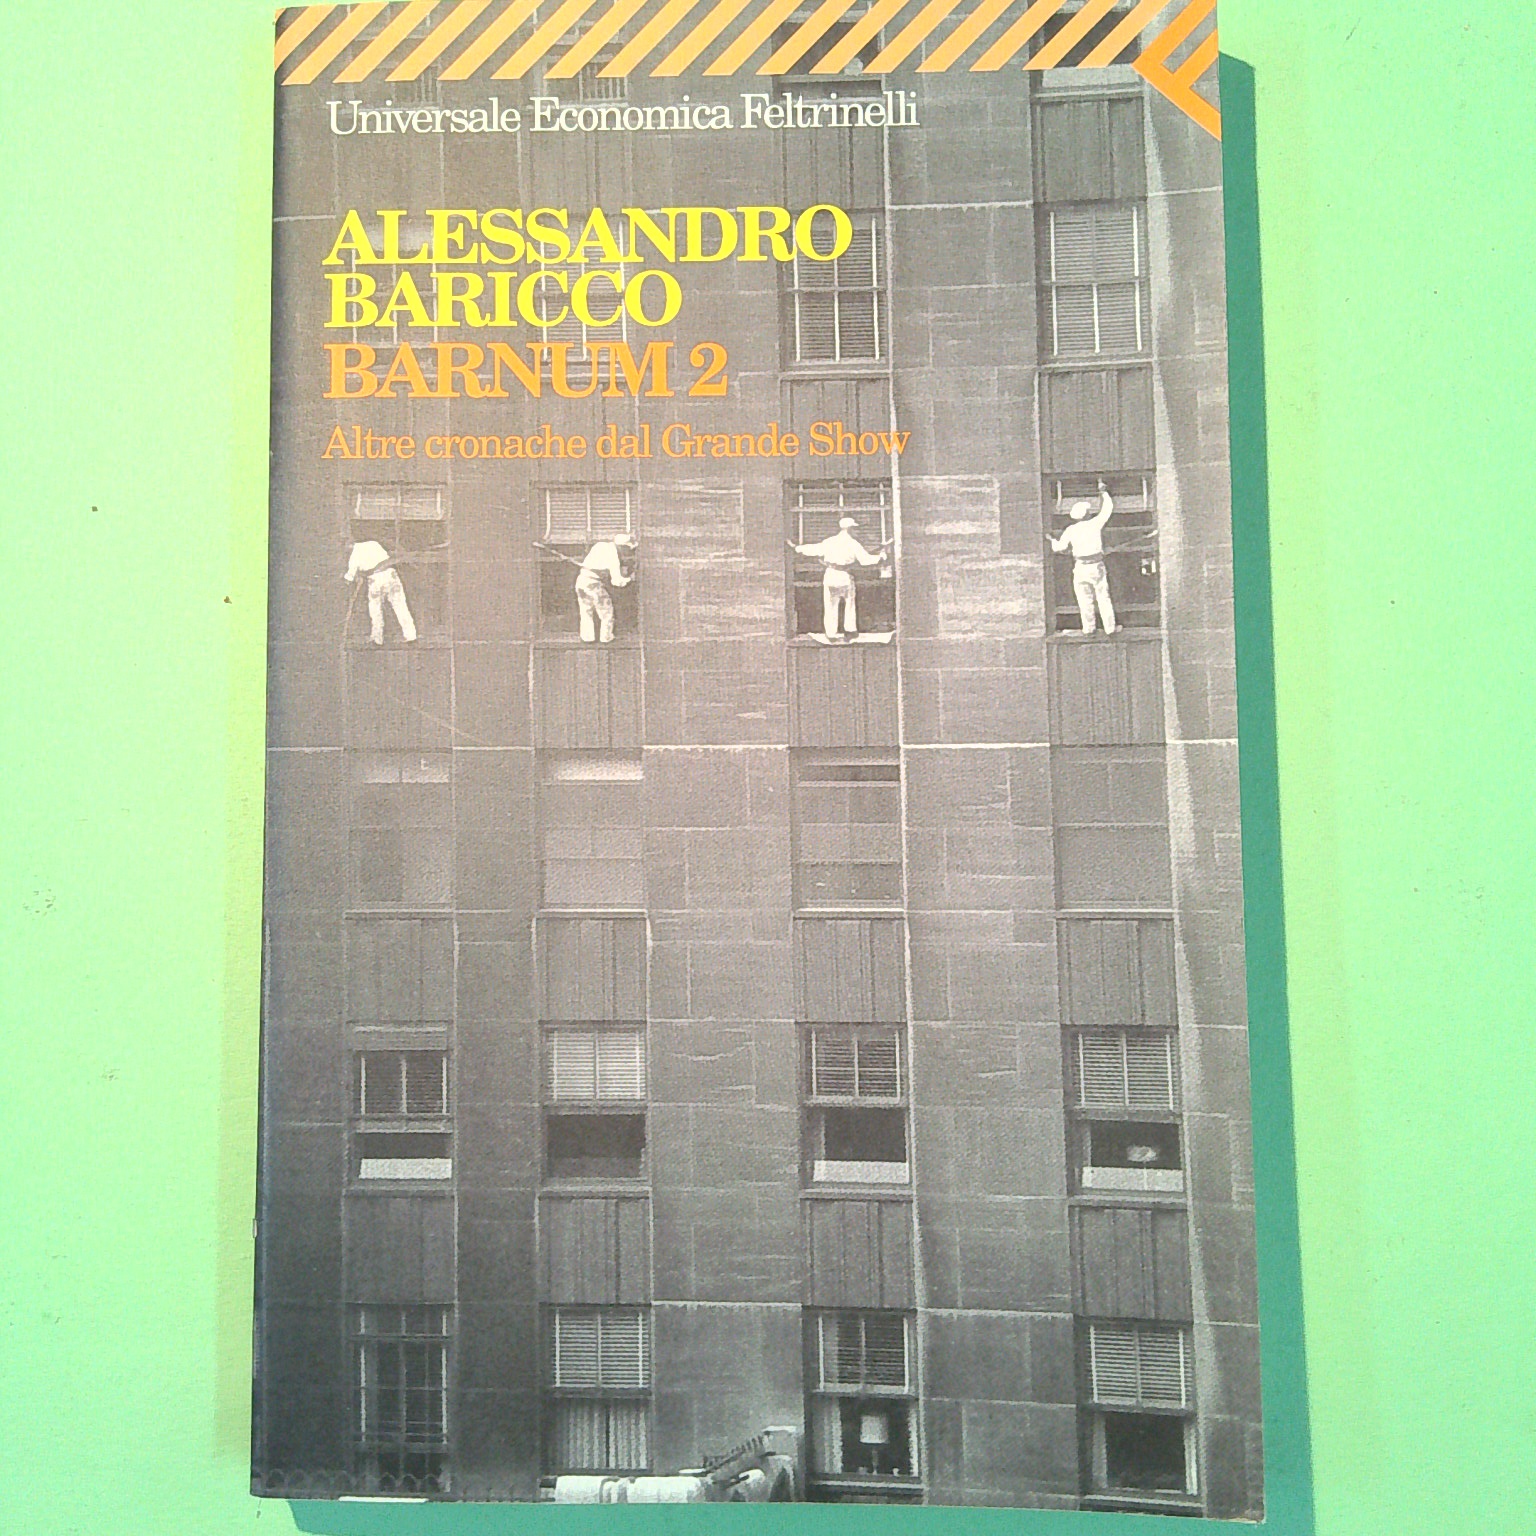 Universale Economica Feltrinelli
ALESSANDRO
BARICCO
BARNUM 2
Altre cronache dal Grande Show